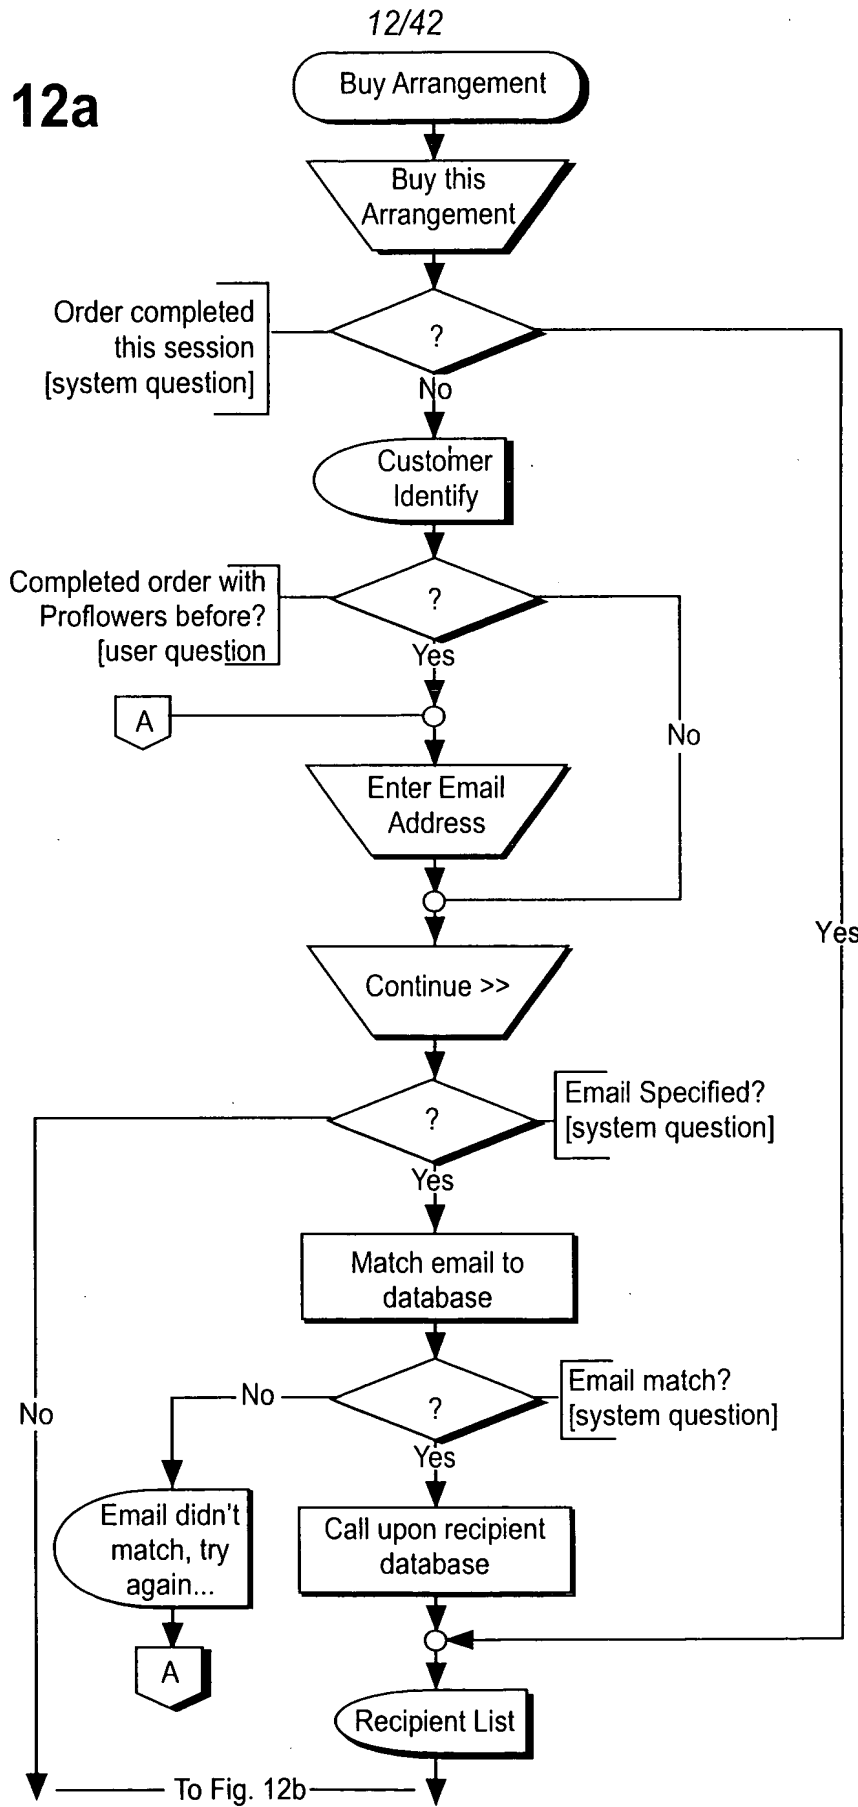 12/42
12a
Buy Arrangement
Buy this
Arrangement
Order completed
this session
[system question]
?
No
Customer
Identify
Completed order with
Proflowers before?
[user question
?
Yes
A
No
Enter Email
Address
Yes
Continue >>
?
Email Specified?
[system question]
Yes
Match email to
database
No
No
?
Email match?
[system question]
Yes
Email didn't
match, try
again...
Call upon recipient
database
A
Recipient List
To Fig. 12b